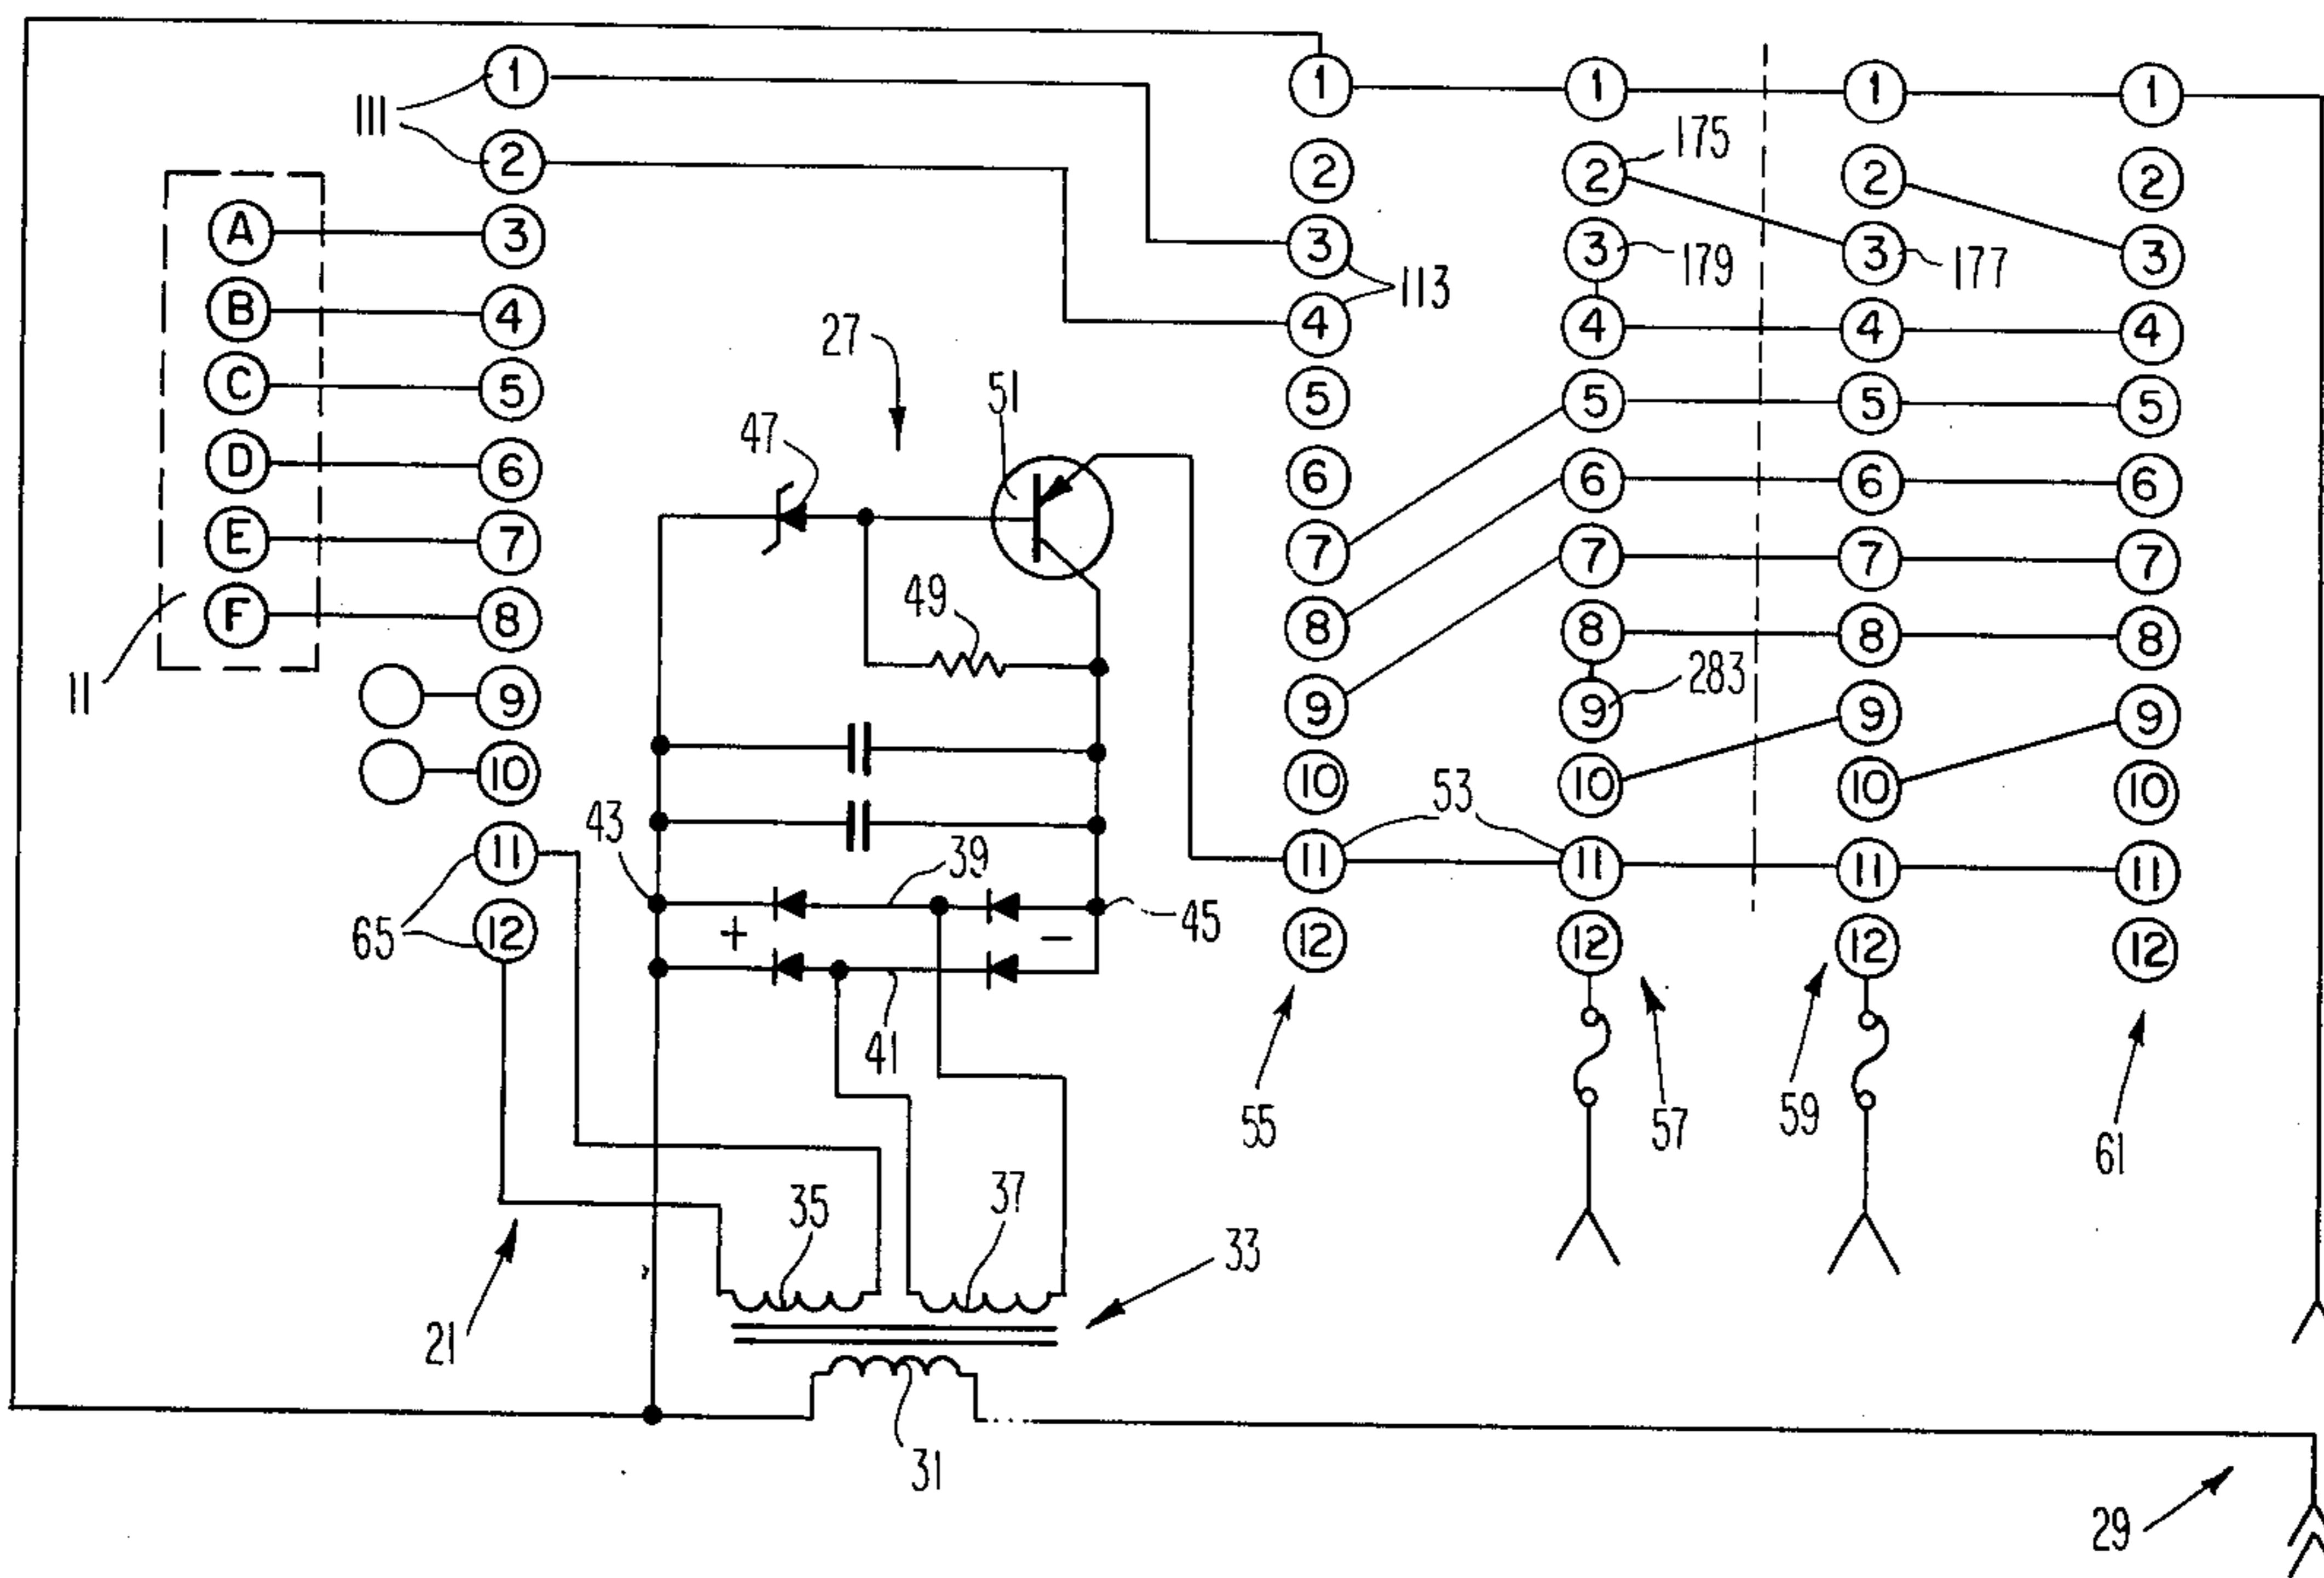 1 1 1 1 1
111
2 2 175 2 2 2
A 3 3 179 3 177 3 3
113
B 4 27 4 4 4 4
C 5 51 5 5 5 5
47
D 6 6 6 6 6
E 7 7 7 7 7
49
F 8 8 8 8 8
11
283
9 9 9 9 9
10 10 10 10 10
43 53
11 39 11 11 11 11
65 12 + − 45 12 12 12 12
41
55 57 59 61
35 37
33
21
31
29